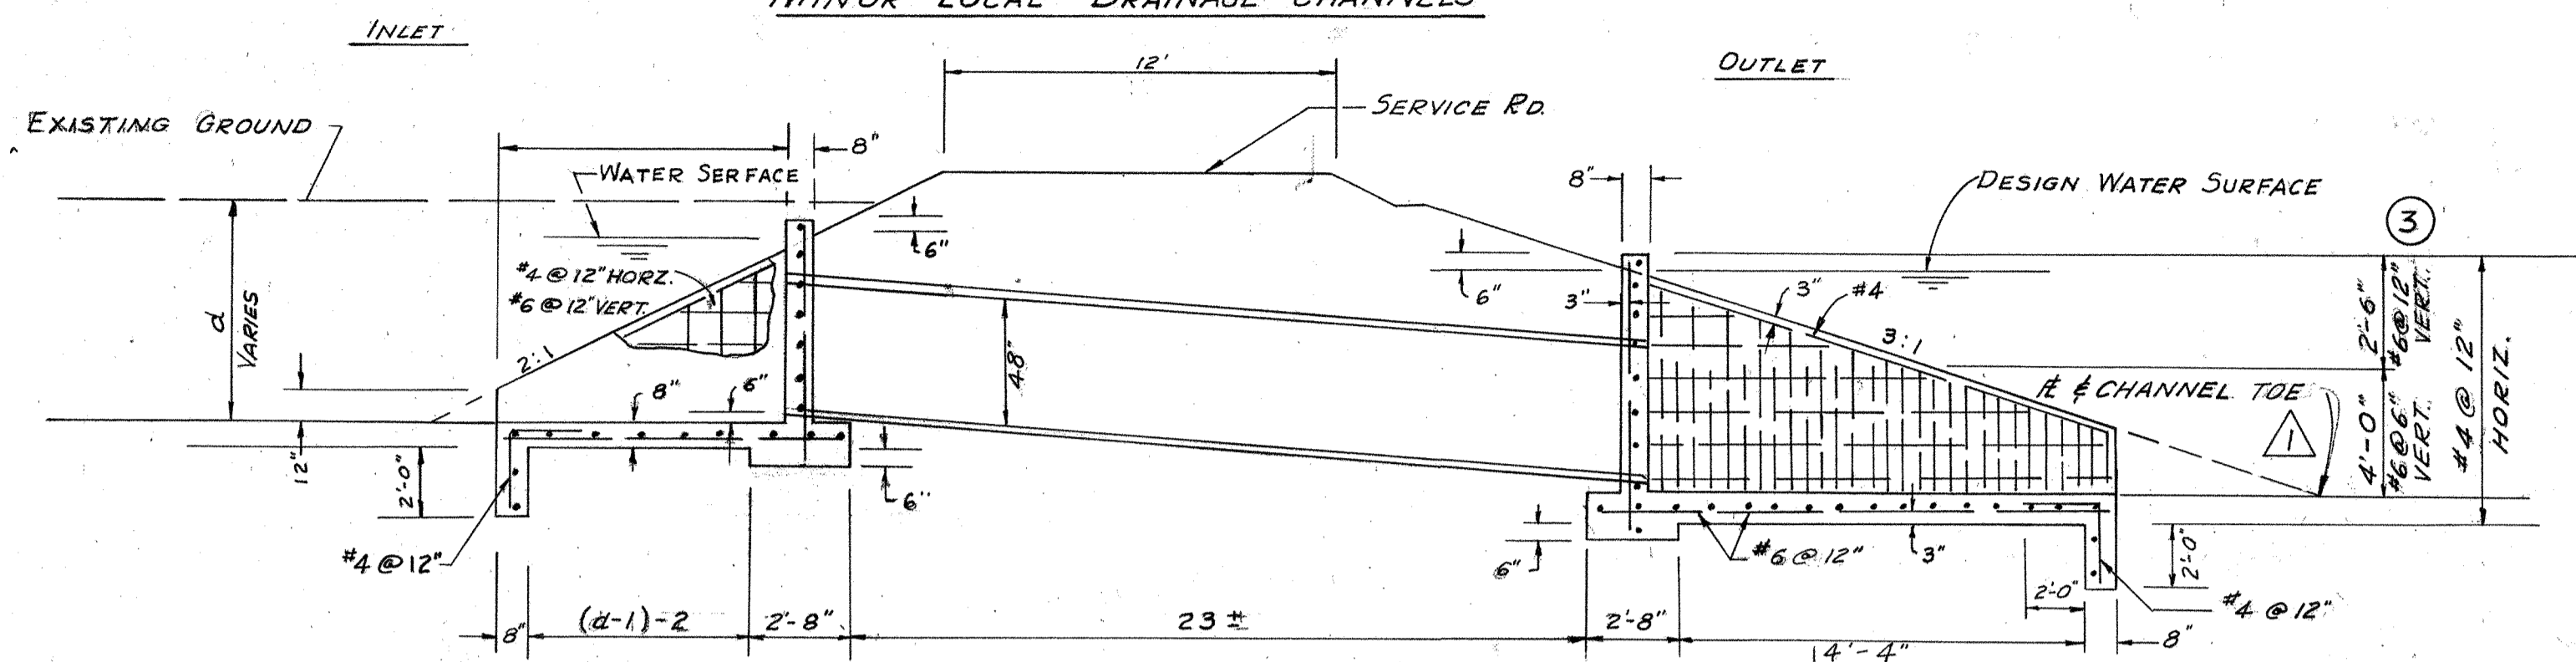 MINOR LOCAL DRAINAGE CHANNELS
INLET
OUTLET
12'
SERVICE RD.
EXISTING GROUND
8"
WATER SERFACE
8"
DESIGN WATER SURFACE
3
6"
#4 @ 12" HORZ.
#6 @ 12" VERT.
6"
3"
3"
#4
d
VARIES
2:1
48"
3:1
2'-6"
#6@12"
VERT.
#4 @ 12"
HORIZ.
8"
6"
& CHANNEL TOE
1
4'-0"
#6@6"
VERT.
12"
2'-0"
6"
#4 @ 12"
6"
#6 @ 12"
3"
2'-0"
2'-0"
#4 @ 12"
8"
(d-1)-2
2'-8"
23 ±
2'-8"
14'-4"
8"